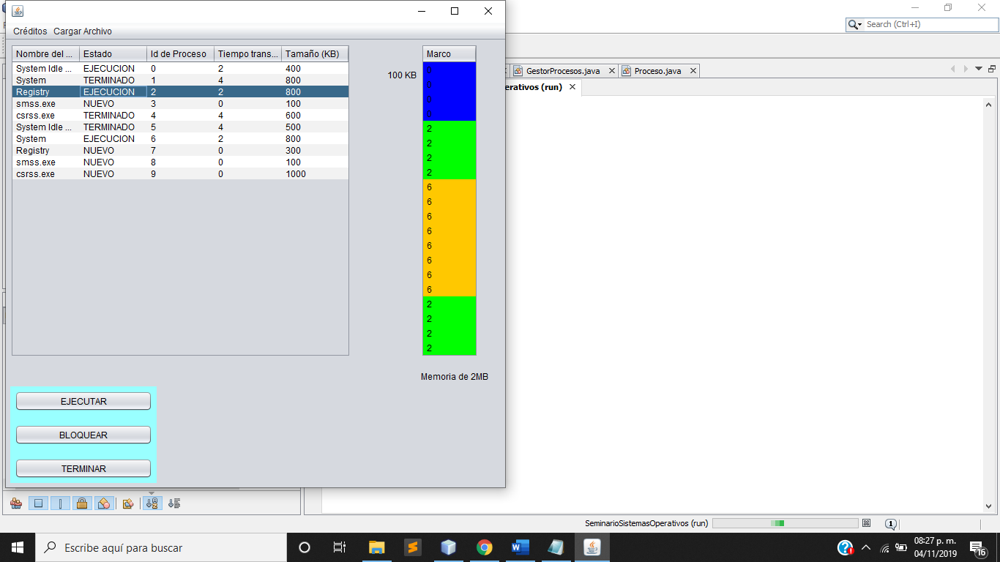 Créditos Cargar Archivo
Search (Ctrl+I)
Nombre del ... Estado Id de Proceso Tiempo trans... Tamaño (KB)
System Idle ... EJECUCION 0 2 400
System TERMINADO 1 4 800
Registry EJECUCION 2 2 800
smss.exe NUEVO 3 0 100
csrss.exe TERMINADO 4 4 600
System Idle ... TERMINADO 5 4 500
System EJECUCION 6 2 800
Registry NUEVO 7 0 300
smss.exe NUEVO 8 0 100
csrss.exe NUEVO 9 0 1000
100 KB
Marco
0
0
0
0
2
2
2
2
6
6
6
6
6
6
6
6
2
2
2
2
Memoria de 2MB
GestorProcesos.java Proceso.java
erativos (run)
EJECUTAR
BLOQUEAR
TERMINAR
SeminarioSistemasOperativos (run) 1
Escribe aquí para buscar
08:27 p. m.
04/11/2019
16